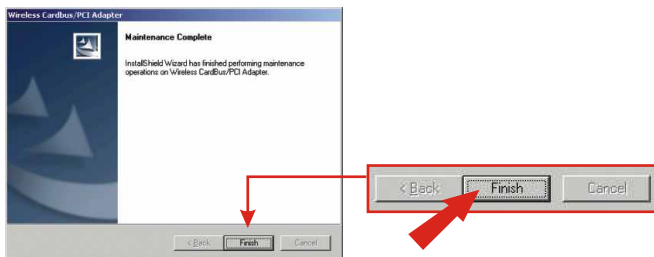 Wireless Cardbus/PCI Adapter
Maintenance Complete
InstallShield Wizard has finished performing maintenance
operations on Wireless CardBus/PCI Adapter.
< Back Finish Cancel
< Back Finish Cancel